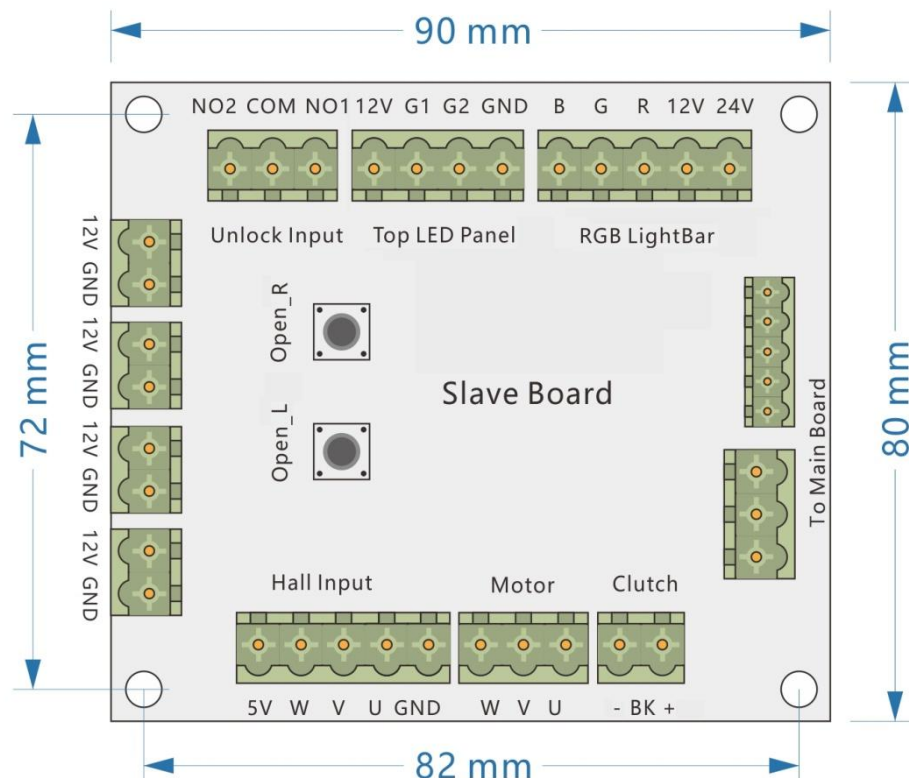 90 mm
NO2 COM NO1 12V G1 G2 GND B G R 12V 24V
Unlock Input Top LED Panel RGB LightBar
12V GND
12V GND
12V GND
12V GND
72 mm
80 mm
Open_R
Open_L
Slave Board
To Main Board
Hall Input Motor Clutch
5V W V U GND W V U - BK +
82 mm